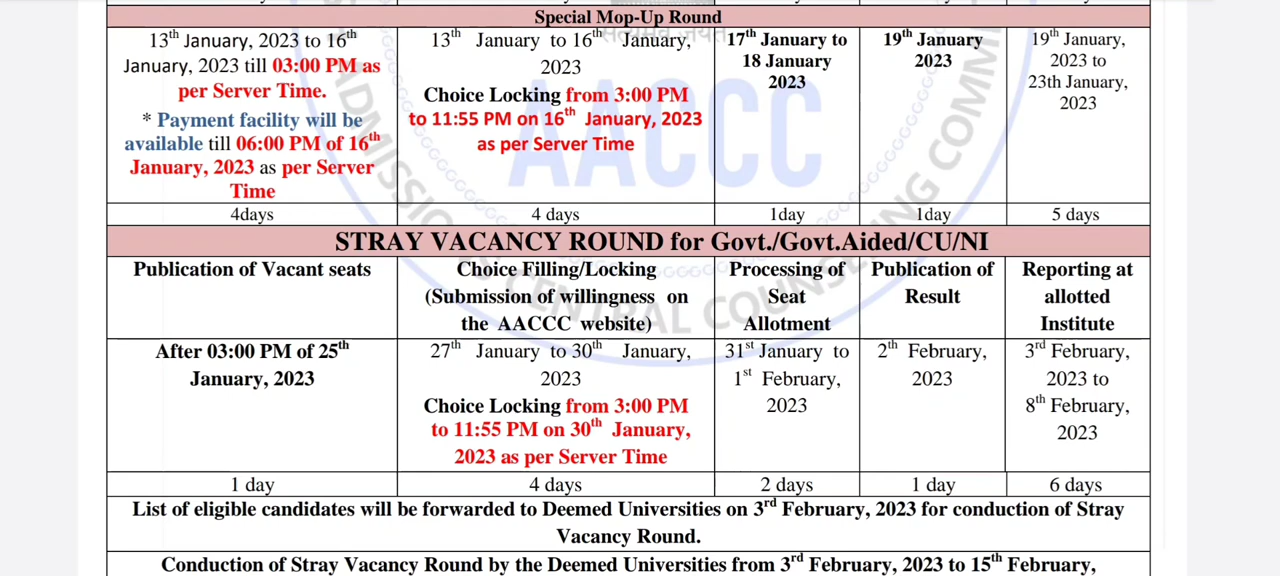 Special Mop-Up Round
13th January, 2023 to 16th
January, 2023 till 03:00 PM as
per Server Time.
* Payment facility will be
available till 06:00 PM of 16th
January, 2023 as per Server
Time
13th January to 16th January,
2023
Choice Locking from 3:00 PM
to 11:55 PM on 16th January, 2023
as per Server Time
17th January to
18 January
2023
19th January
2023
19th January,
2023 to
23th January,
2023
4days
4 days
1day
1day
5 days
STRAY VACANCY ROUND for Govt./Govt.Aided/CU/NI
Publication of Vacant seats
Choice Filling/Locking
(Submission of willingness on
the AACCC website)
Processing of
Seat
Allotment
Publication of
Result
Reporting at
allotted
Institute
After 03:00 PM of 25th
January, 2023
27th January to 30th January,
2023
Choice Locking from 3:00 PM
to 11:55 PM on 30th January,
2023 as per Server Time
31st January to
1st February,
2023
2th February,
2023
3rd February,
2023 to
8th February,
2023
1 day
4 days
2 days
1 day
6 days
List of eligible candidates will be forwarded to Deemed Universities on 3rd February, 2023 for conduction of Stray
Vacancy Round.
Conduction of Stray Vacancy Round by the Deemed Universities from 3rd February, 2023 to 15th February,
AACCC